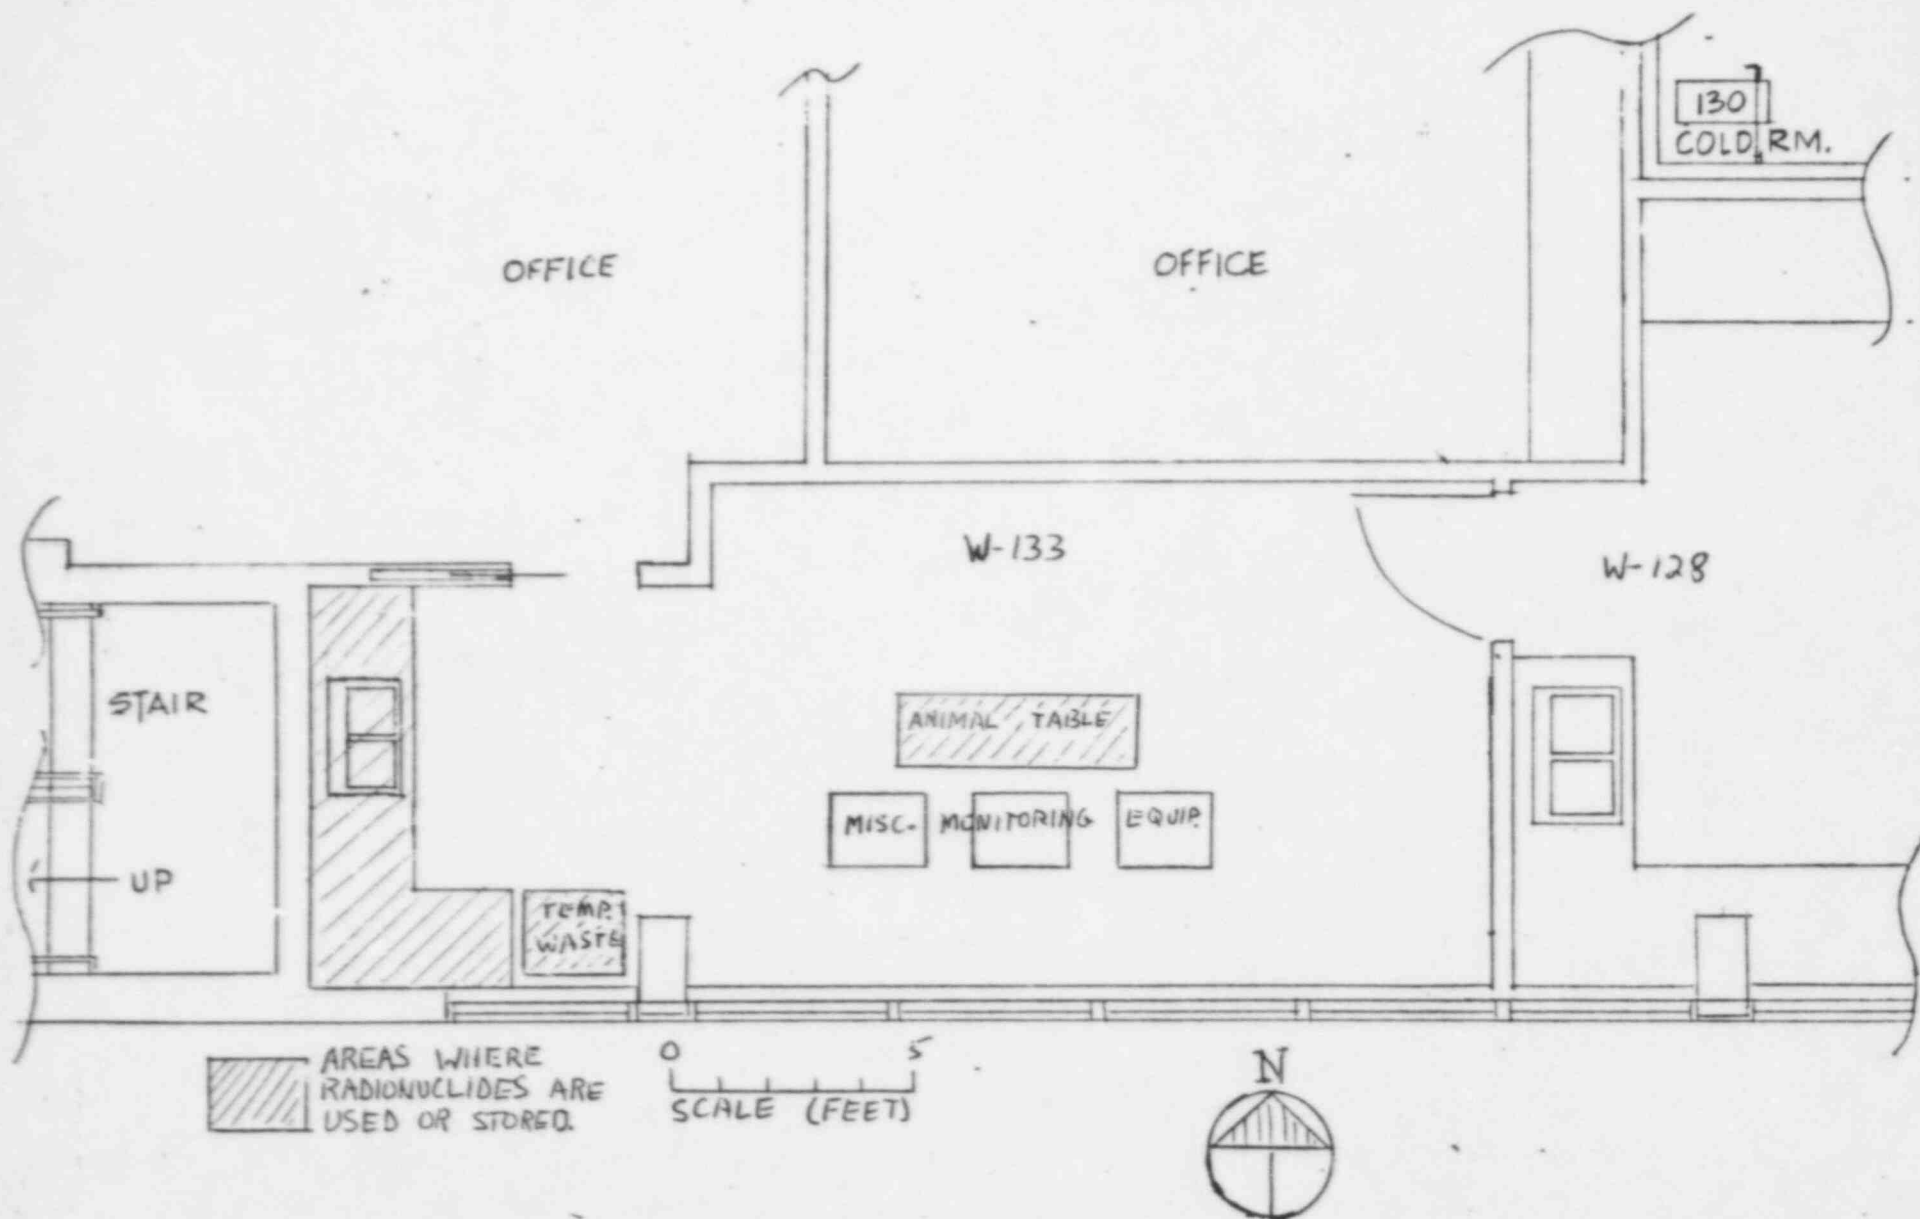 130
COLD RM.
OFFICE
OFFICE
W-133
W-128
STAIR
ANIMAL TABLE
MISC. MONITORING EQUIP.
UP
TEMP.
WASTE
AREAS WHERE
RADIONUCLIDES ARE
USED OR STORED.
0 5
SCALE (FEET)
N